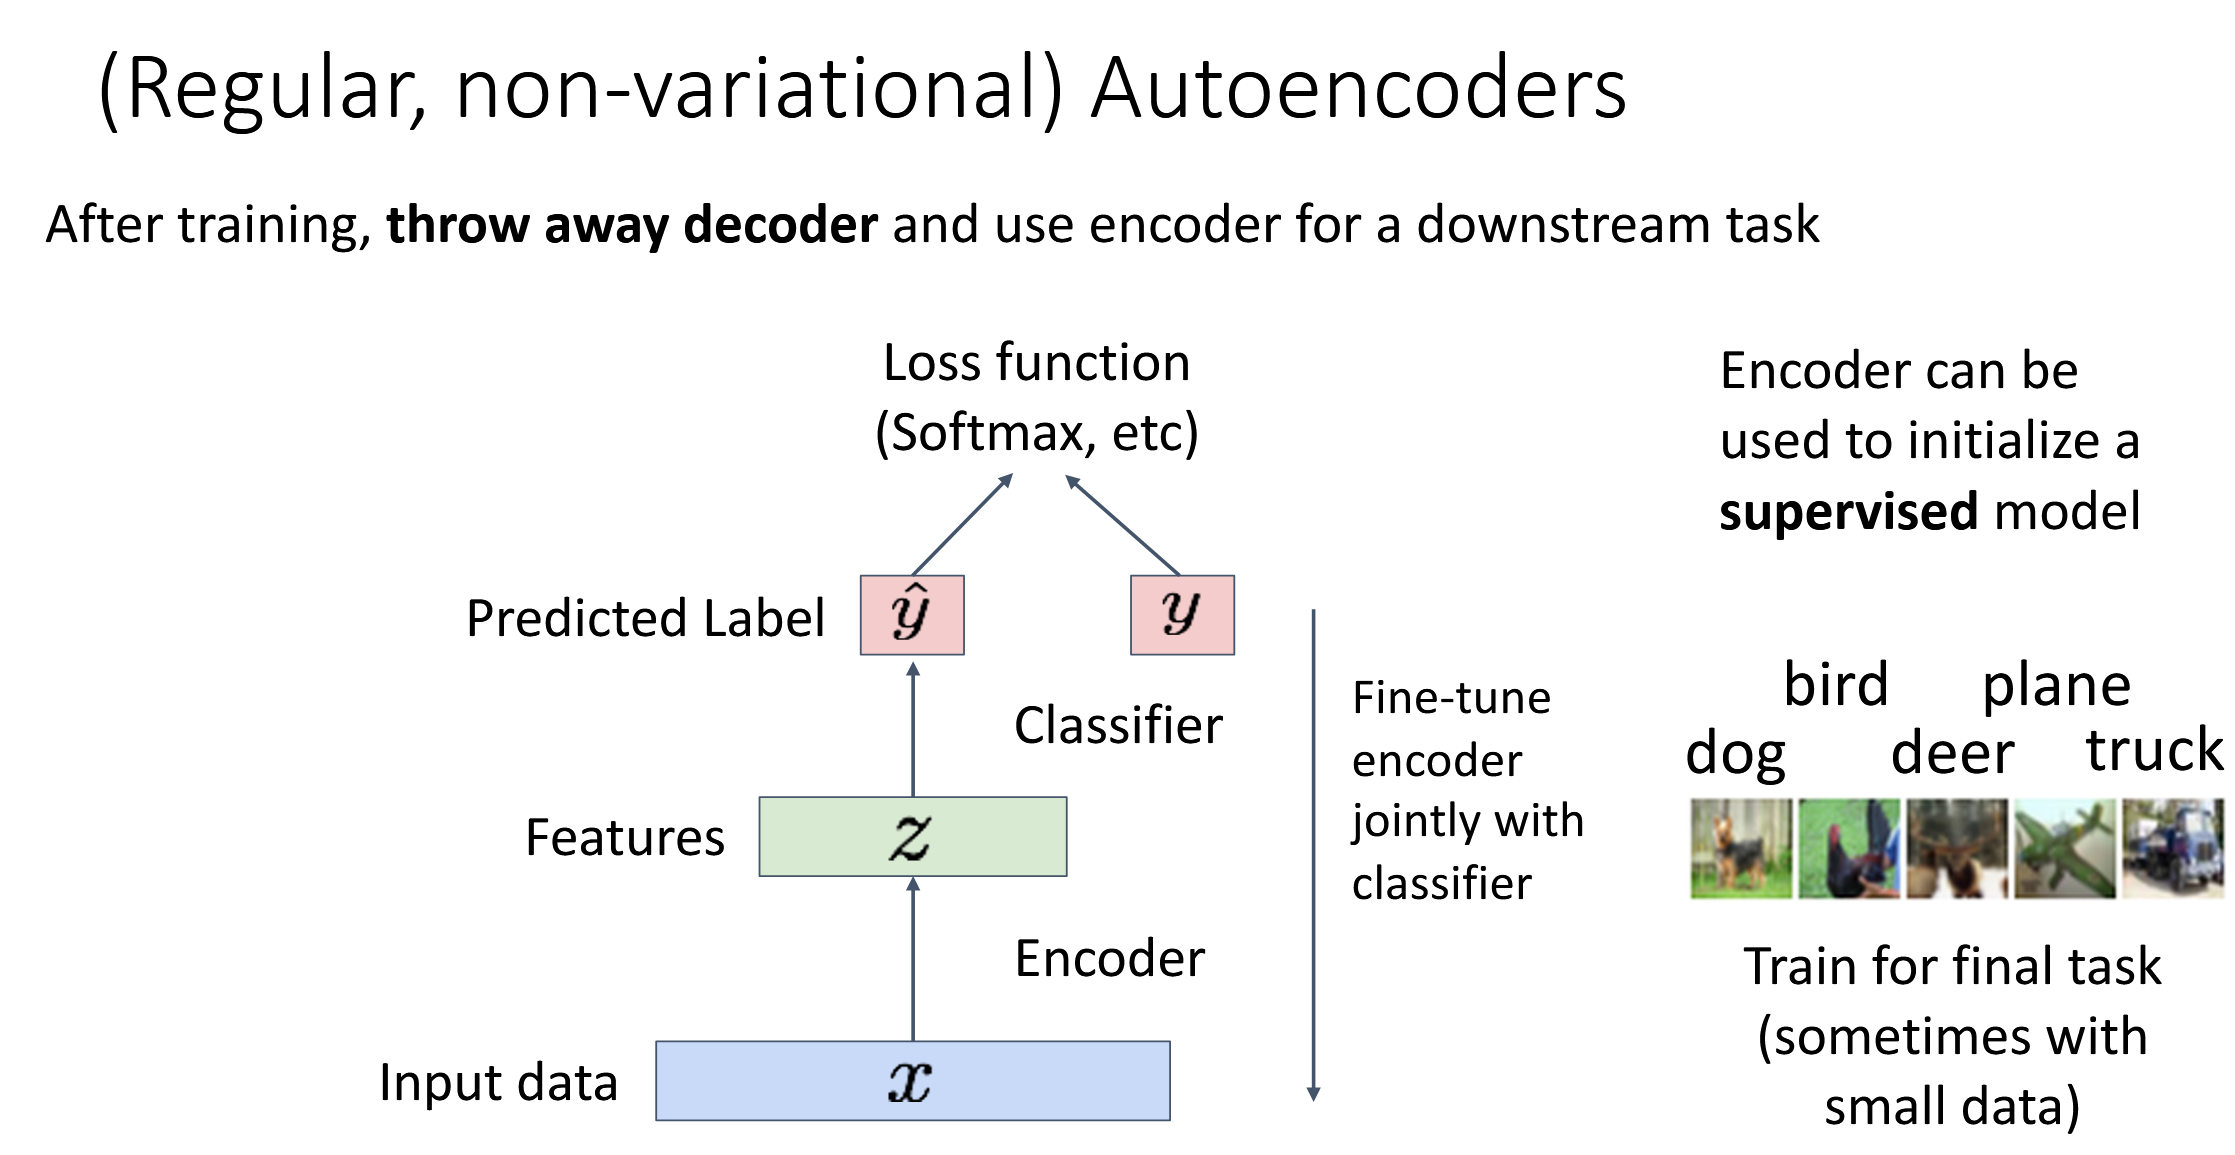 (Regular, non-variational) Autoencoders
After training, throw away decoder and use encoder for a downstream task
Loss function
(Softmax, etc)
Predicted Label
ŷ
y
Classifier
Features
z
Encoder
Input data
x
Fine-tune
encoder
jointly with
classifier
Encoder can be
used to initialize a
supervised model
bird plane
dog deer truck
Train for final task
(sometimes with
small data)